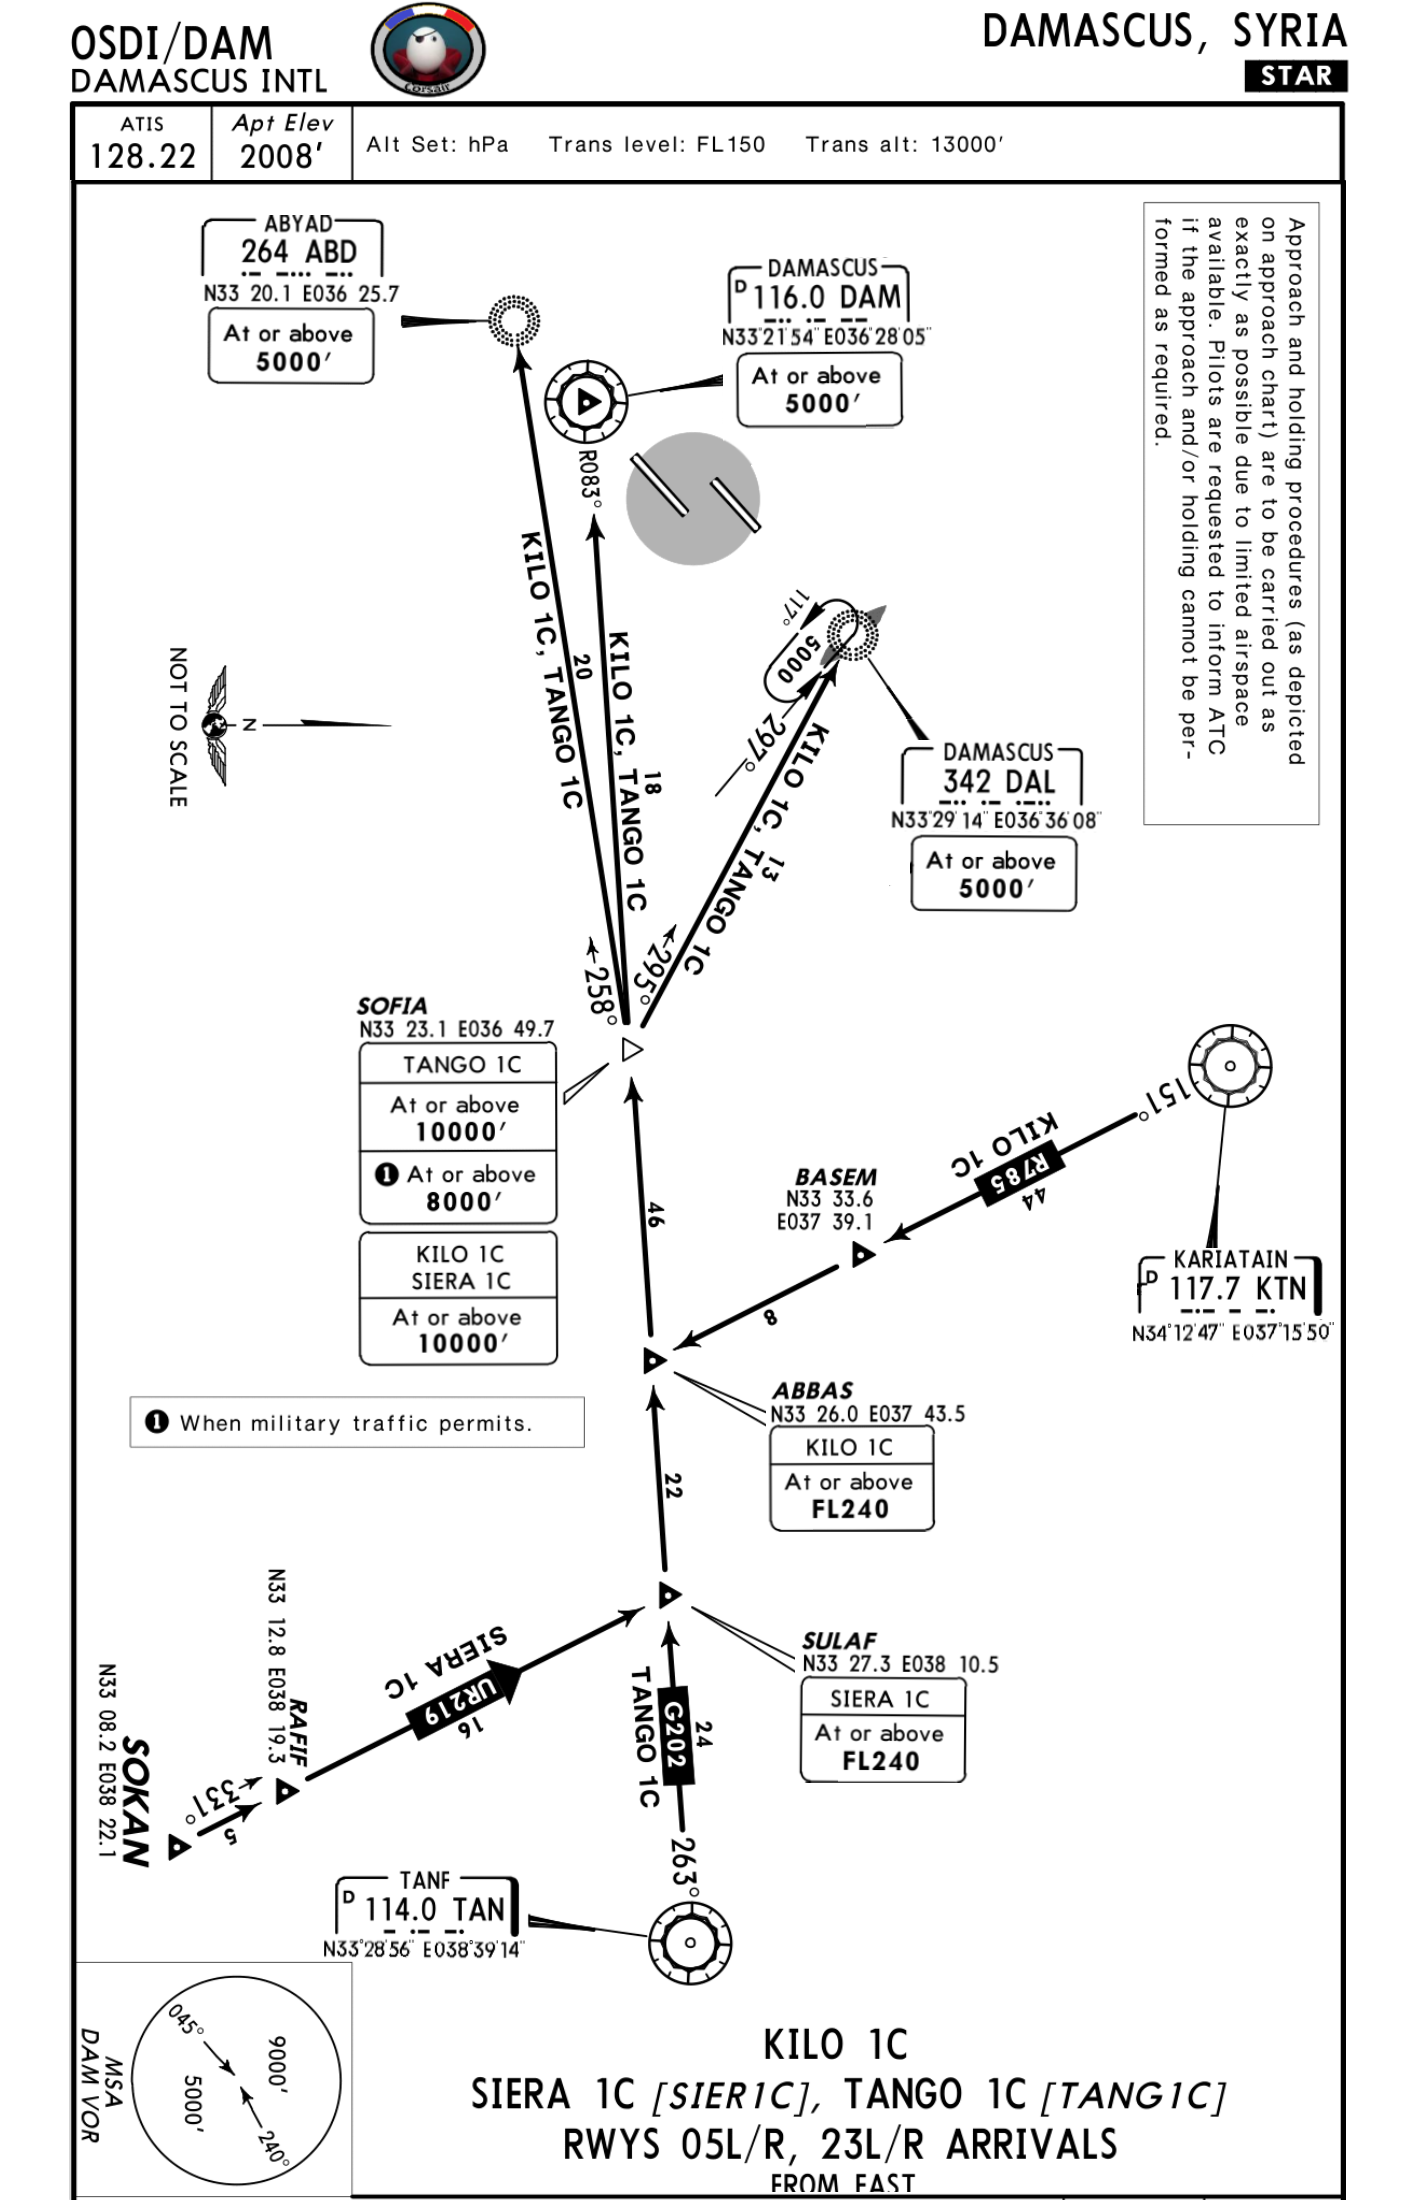 OSDI/DAM
DAMASCUS INTL
corsair
DAMASCUS, SYRIA
STAR
ATIS
128.22
Apt Elev
2008'
Alt Set: hPa Trans level: FL150 Trans alt: 13000'
Approach and holding procedures (as depicted
on approach chart) are to be carried out as
exactly as possible due to limited airspace
available. Pilots are requested to inform ATC
if the approach and/or holding cannot be per-
formed as required.
ABYAD
264 ABD
N33 20.1 E036 25.7
At or above
5000'
DAMASCUS
D 116.0 DAM
N33°21'54" E036°28'05"
At or above
5000'
R083°
KILO 1C, TANGO 1C
20
KILO 1C, TANGO 1C
18
117°
5000
297°
KILO 1C, TANGO 1C
13
DAMASCUS
342 DAL
N33°29'14" E036°36'08"
At or above
5000'
NOT TO SCALE
N
258°
295°
SOFIA
N33 23.1 E036 49.7
TANGO 1C
At or above
10000'
1 At or above
8000'
KILO 1C
SIERA 1C
At or above
10000'
46
151°
KILO 1C
R785
44
BASEM
N33 33.6
E037 39.1
8
KARIATAIN
D 117.7 KTN
N34°12'47" E037°15'50"
1 When military traffic permits.
ABBAS
N33 26.0 E037 43.5
KILO 1C
At or above
FL240
22
SULAF
N33 27.3 E038 10.5
SIERA 1C
At or above
FL240
SIERA 1C
UR219
16
RAFIF
N33 12.8 E038 19.3
SOKAN
N33 08.2 E038 22.1
331°
5
TANGO 1C
G202
24
263°
TANF
D 114.0 TAN
N33°28'56" E038°39'14"
MSA
DAM VOR
045°
9000'
5000'
240°
KILO 1C
SIERA 1C [SIER1C], TANGO 1C [TANG1C]
RWYS 05L/R, 23L/R ARRIVALS
FROM EAST